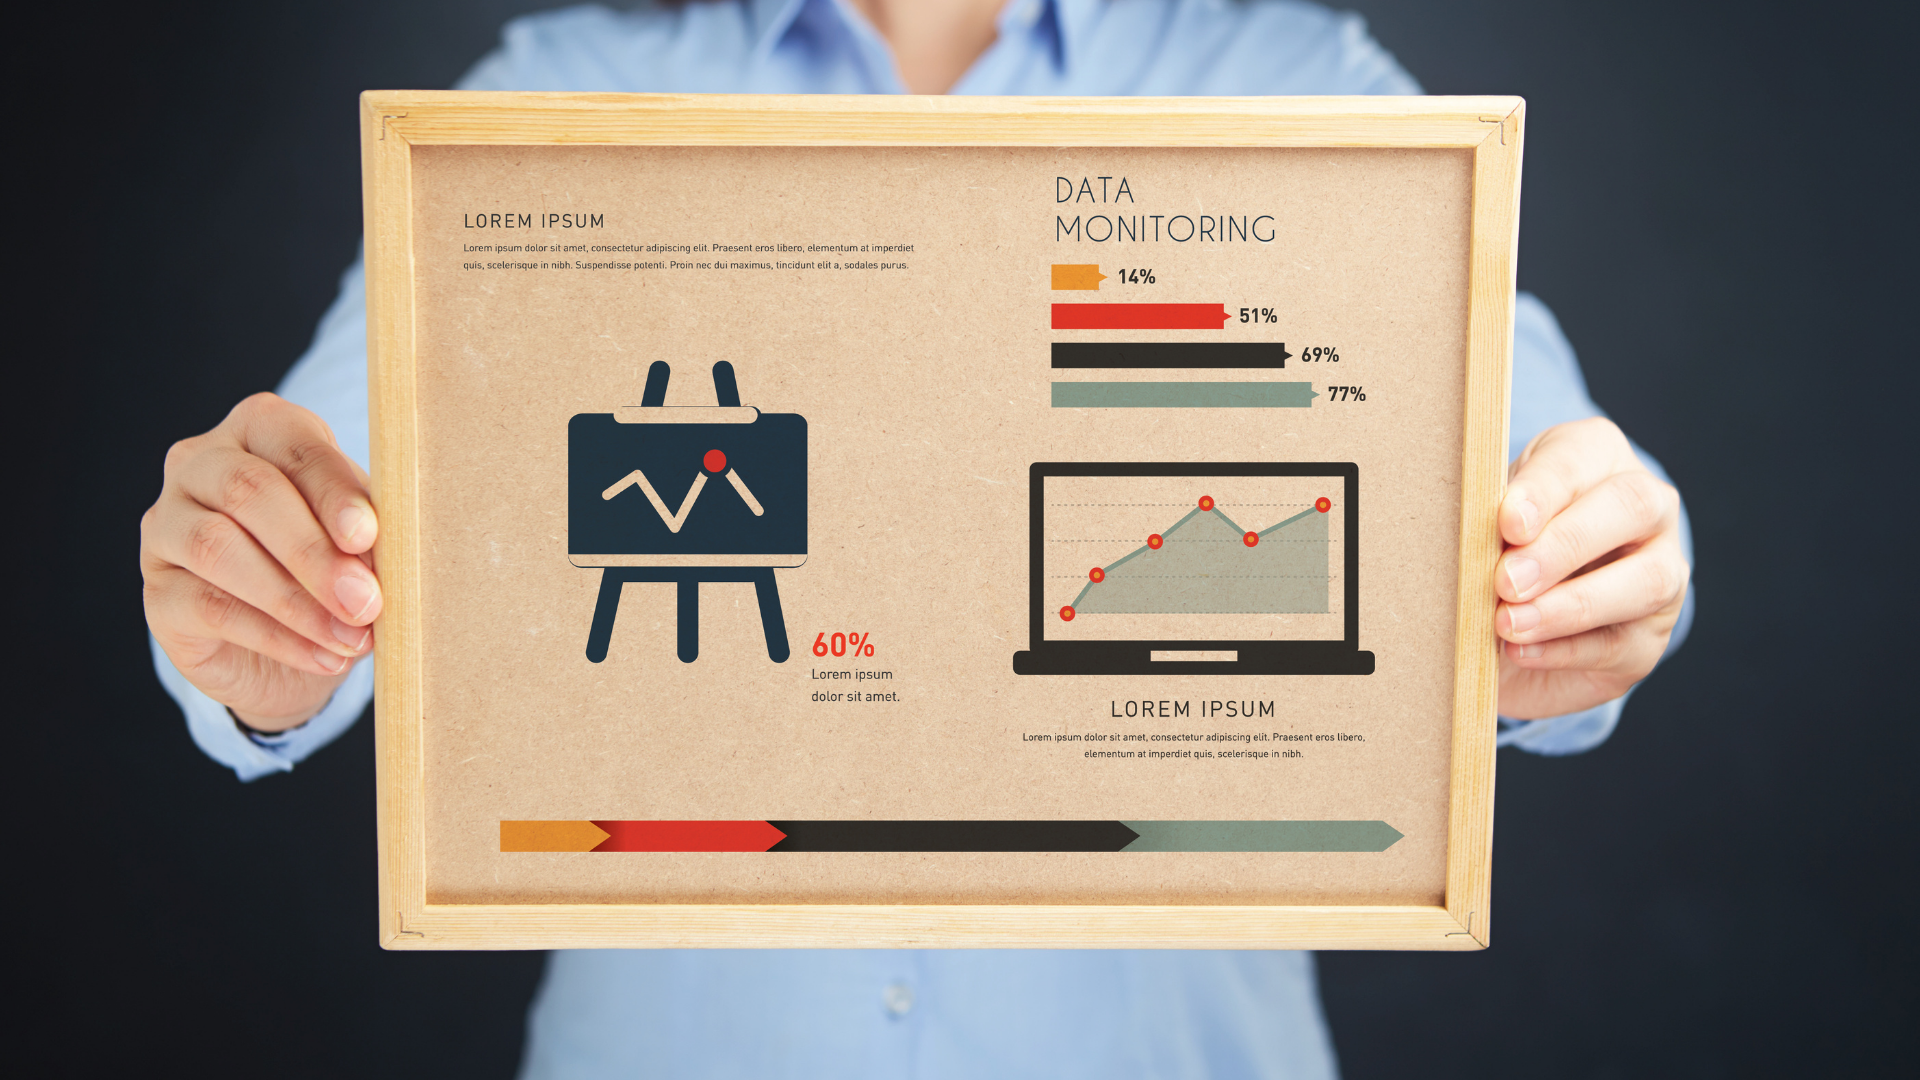 LOREM IPSUM
Lorem ipsum dolor sit amet, consectetur adipiscing elit. Praesent eros libero, elementum at imperdiet
quis, scelerisque in nibh. Suspendisse potenti. Proin nec dui maximus, tincidunt elit a, sodales purus.
60%
Lorem ipsum
dolor sit amet.
DATA
MONITORING
14%
51%
69%
77%
LOREM IPSUM
Lorem ipsum dolor sit amet, consectetur adipiscing elit. Praesent eros libero,
elementum at imperdiet quis, scelerisque in nibh.